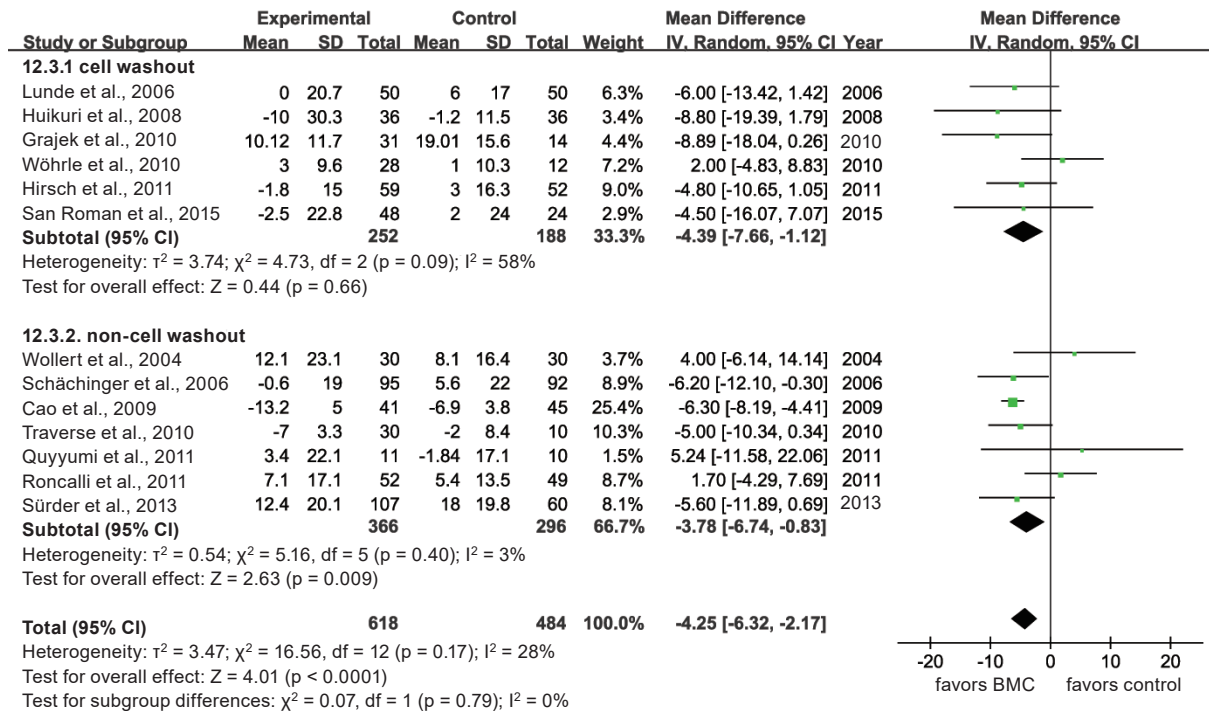 Experimental Control Mean Difference Mean Difference
Study or Subgroup Mean SD Total Mean SD Total Weight IV, Random, 95% CI Year IV, Random, 95% CI
12.3.1 cell washout
Lunde et al., 2006 0 20.7 50 6 17 50 6.3% -6.00 [-13.42, 1.42] 2006
Huikuri et al., 2008 -10 30.3 36 -1.2 11.5 36 3.4% -8.80 [-19.39, 1.79] 2008
Grajek et al., 2010 10.12 11.7 31 19.01 15.6 14 4.4% -8.89 [-18.04, 0.26] 2010
Wöhrle et al., 2010 3 9.6 28 1 10.3 12 7.2% 2.00 [-4.83, 8.83] 2010
Hirsch et al., 2011 -1.8 15 59 3 16.3 52 9.0% -4.80 [-10.65, 1.05] 2011
San Roman et al., 2015 -2.5 22.8 48 2 24 24 2.9% -4.50 [-16.07, 7.07] 2015
Subtotal (95% CI) 252 188 33.3% -4.39 [-7.66, -1.12]
Heterogeneity: τ² = 3.74; χ² = 4.73, df = 2 (p = 0.09); I² = 58%
Test for overall effect: Z = 0.44 (p = 0.66)
12.3.2. non-cell washout
Wollert et al., 2004 12.1 23.1 30 8.1 16.4 30 3.7% 4.00 [-6.14, 14.14] 2004
Schächinger et al., 2006 -0.6 19 95 5.6 22 92 8.9% -6.20 [-12.10, -0.30] 2006
Cao et al., 2009 -13.2 5 41 -6.9 3.8 45 25.4% -6.30 [-8.19, -4.41] 2009
Traverse et al., 2010 -7 3.3 30 -2 8.4 10 10.3% -5.00 [-10.34, 0.34] 2010
Quyyumi et al., 2011 3.4 22.1 11 -1.84 17.1 10 1.5% 5.24 [-11.58, 22.06] 2011
Roncalli et al., 2011 7.1 17.1 52 5.4 13.5 49 8.7% 1.70 [-4.29, 7.69] 2011
Sürder et al., 2013 12.4 20.1 107 18 19.8 60 8.1% -5.60 [-11.89, 0.69] 2013
Subtotal (95% CI) 366 296 66.7% -3.78 [-6.74, -0.83]
Heterogeneity: τ² = 0.54; χ² = 5.16, df = 5 (p = 0.40); I² = 3%
Test for overall effect: Z = 2.63 (p = 0.009)
Total (95% CI) 618 484 100.0% -4.25 [-6.32, -2.17]
Heterogeneity: τ² = 3.47; χ² = 16.56, df = 12 (p = 0.17); I² = 28%
Test for overall effect: Z = 4.01 (p < 0.0001)
Test for subgroup differences: χ² = 0.07, df = 1 (p = 0.79); I² = 0%
-20 -10 0 10 20
favors BMC favors control